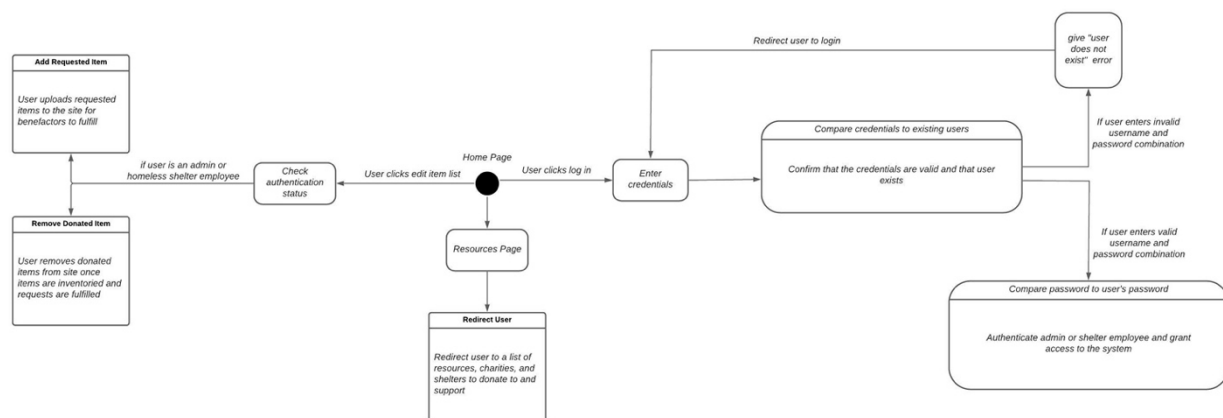 Add Requested Item
User uploads requested
items to the site for
benefactors to fulfill
if user is an admin or
homeless shelter employee
Remove Donated Item
User removes donated
items from site once
items are inventoried and
requests are fulfilled
Check
authentication
status
User clicks edit item list
Home Page
User clicks log in
Resources Page
Redirect User
Redirect user to a list of
resources, charities, and
shelters to donate to and
support
Redirect user to login
Enter
credentials
Compare credentials to existing users
Confirm that the credentials are valid and that user
exists
give "user
does not
exist" error
If user enters invalid
username and
password combination
If user enters valid
username and
password combination
Compare password to user's password
Authenticate admin or shelter employee and grant
access to the system